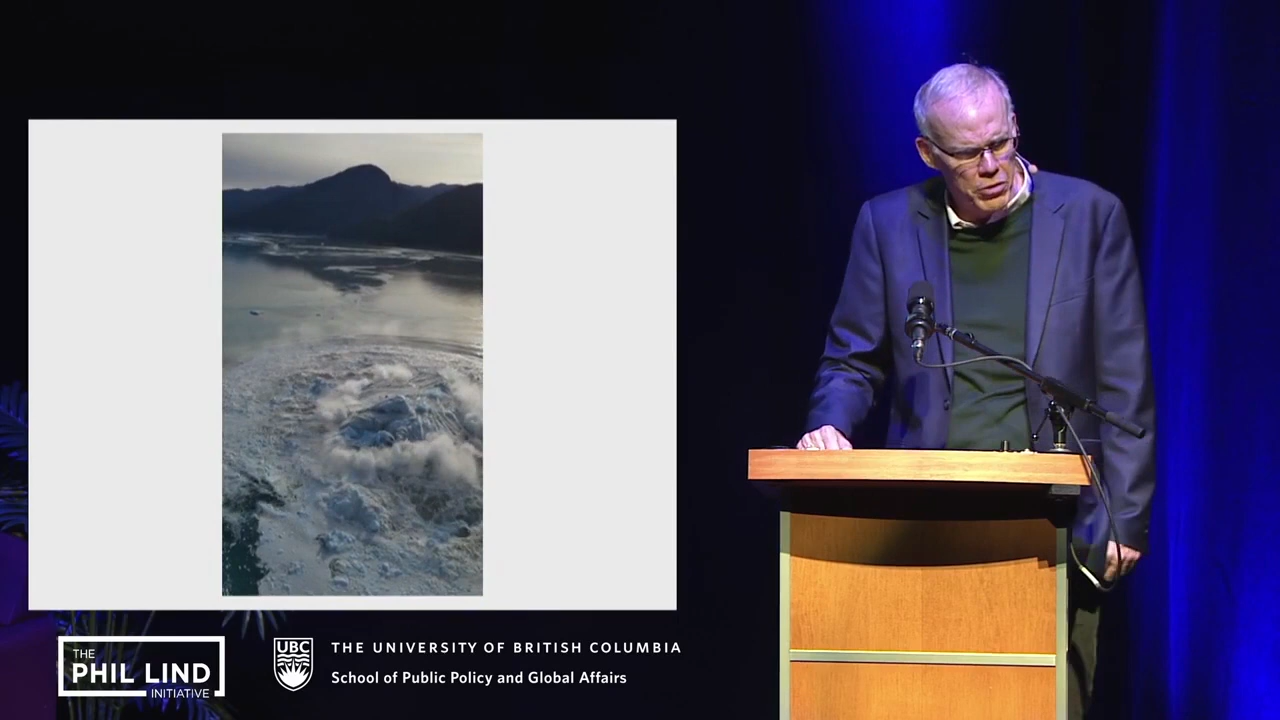 THE
PHIL LIND
INITIATIVE
UBC
THE UNIVERSITY OF BRITISH COLUMBIA
School of Public Policy and Global Affairs